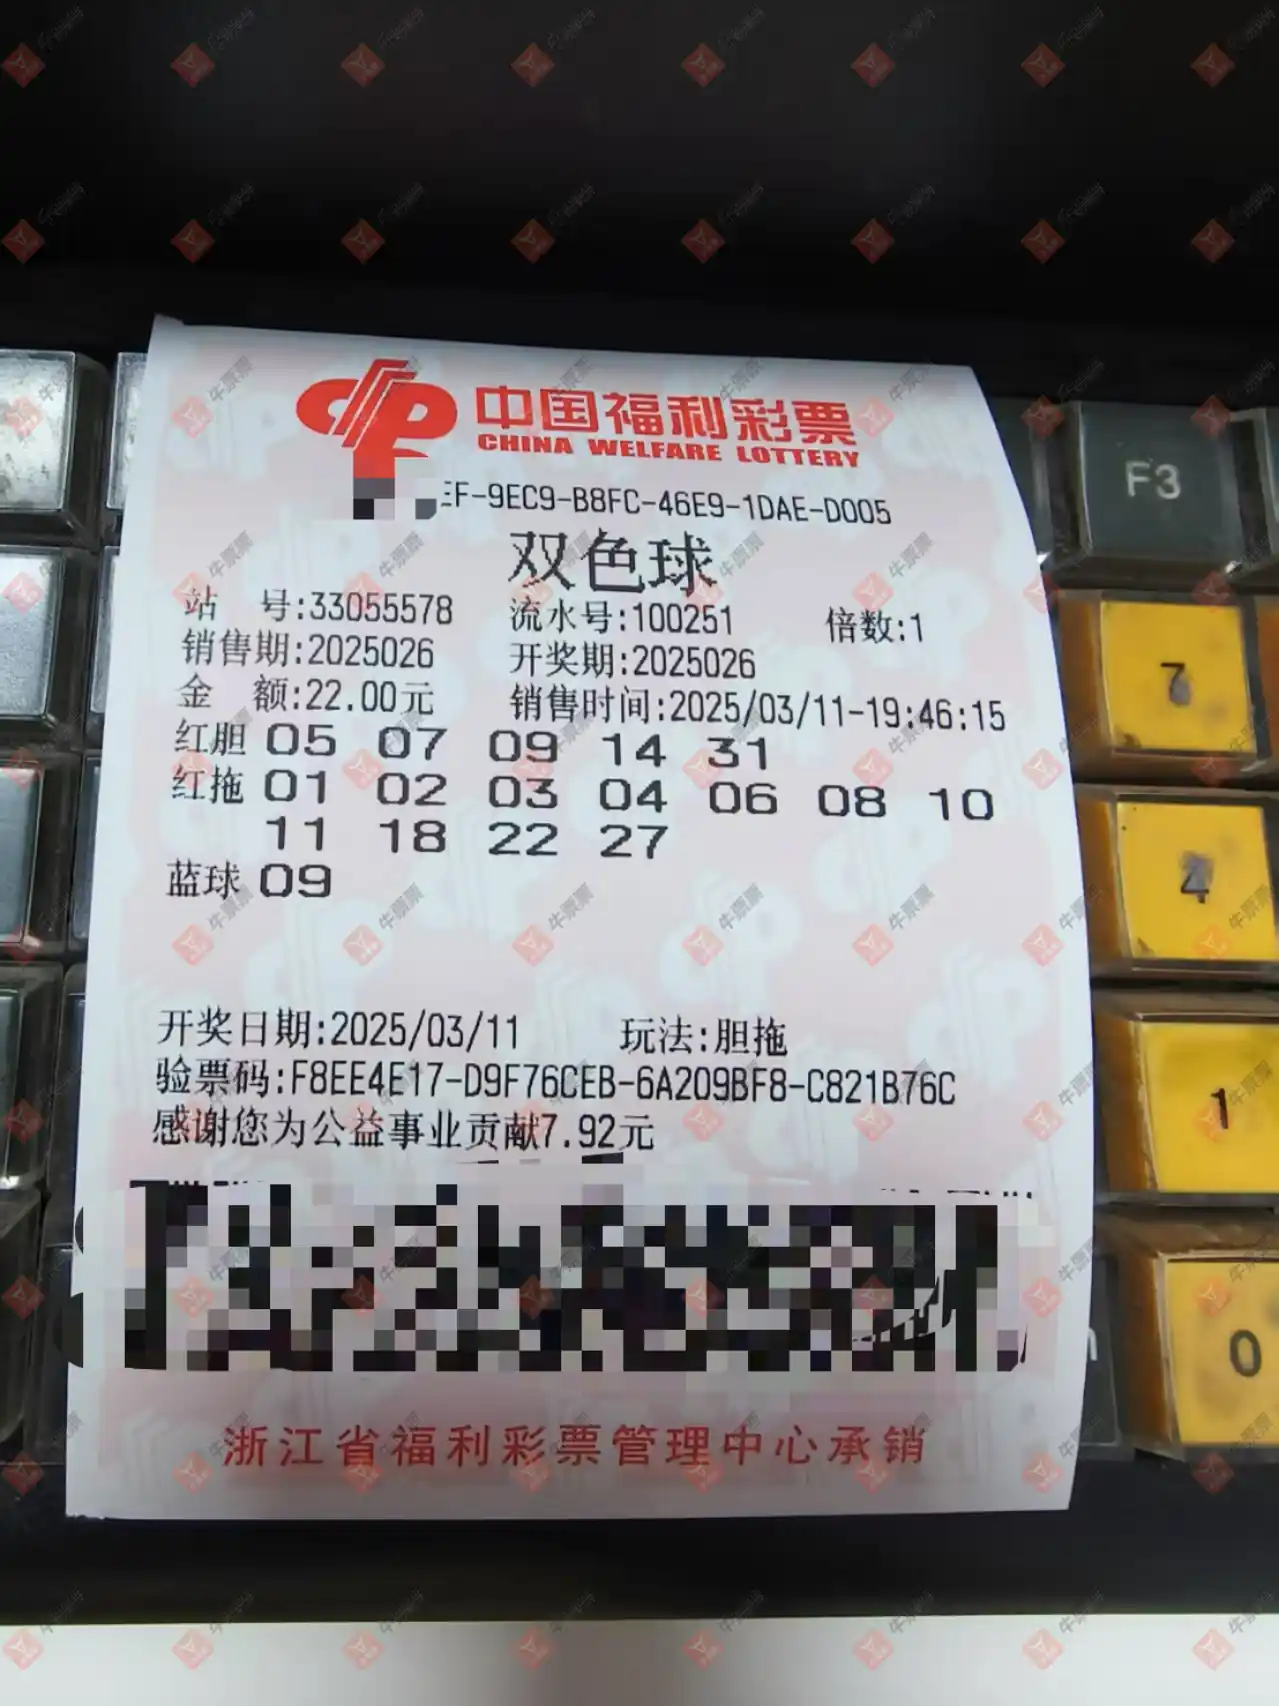 中国福利彩票
CHINA WELFARE LOTTERY
EF-9EC9-B8FC-46E9-1DAE-D005
双色球
站 号:33055578 流水号:100251 倍数:1
销售期:2025026 开奖期:2025026
金 额:22.00元 销售时间:2025/03/11-19:46:15
红胆 05 07 09 14 31
红拖 01 02 03 04 06 08 10
11 18 22 27
蓝球 09
开奖日期:2025/03/11 玩法:胆拖
验票码:F8EE4E17-D9F76CEB-6A209BF8-C821B76C
感谢您为公益事业贡献7.92元
浙江省福利彩票管理中心承销
F3
7
4
1
0
牛票票